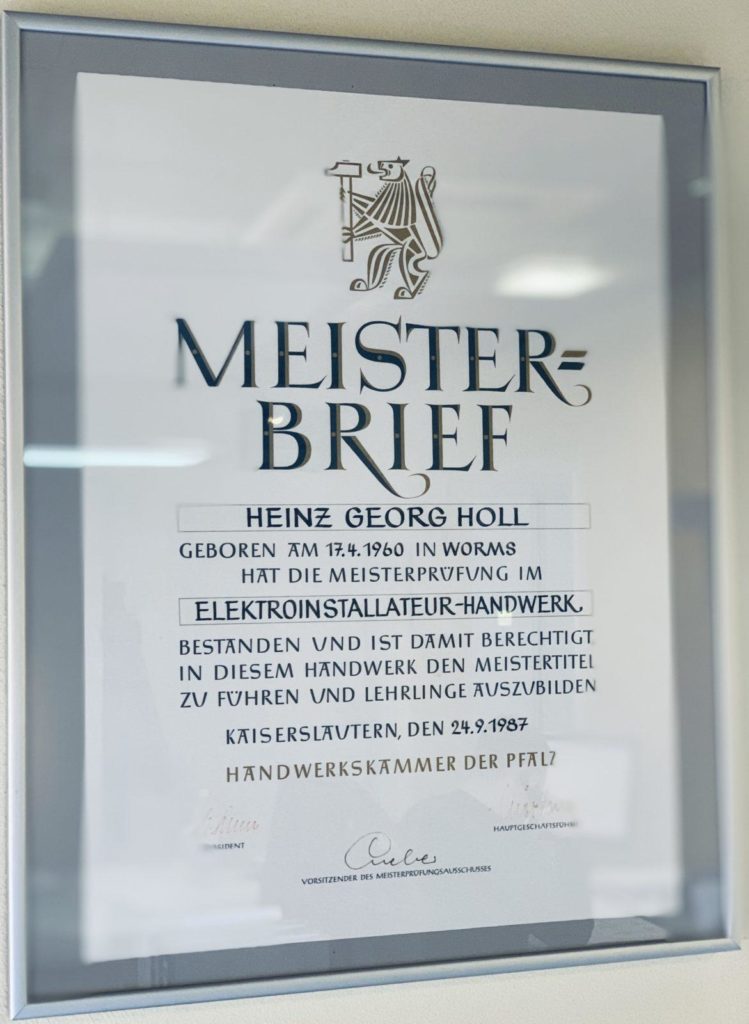 MEISTER=
BRIEF
HEINZ GEORG HOLL
GEBOREN AM 17.4.1960 IN WORMS
HAT DIE MEISTERPRÜFUNG IM
ELEKTROINSTALLATEUR-HANDWERK
BESTANDEN UND IST DAMIT BERECHTIGT
IN DIESEM HANDWERK DEN MEISTERTITEL
ZU FÜHREN UND LEHRLINGE AUSZUBILDEN
KAISERSLAUTERN, DEN 24.9.1987
HANDWERKSKAMMER DER PFALZ
HAUPTGESCHÄFTSFÜHRER
PRÄSIDENT
VORSITZENDER DES MEISTERPRÜFUNGSAUSSCHUSSES